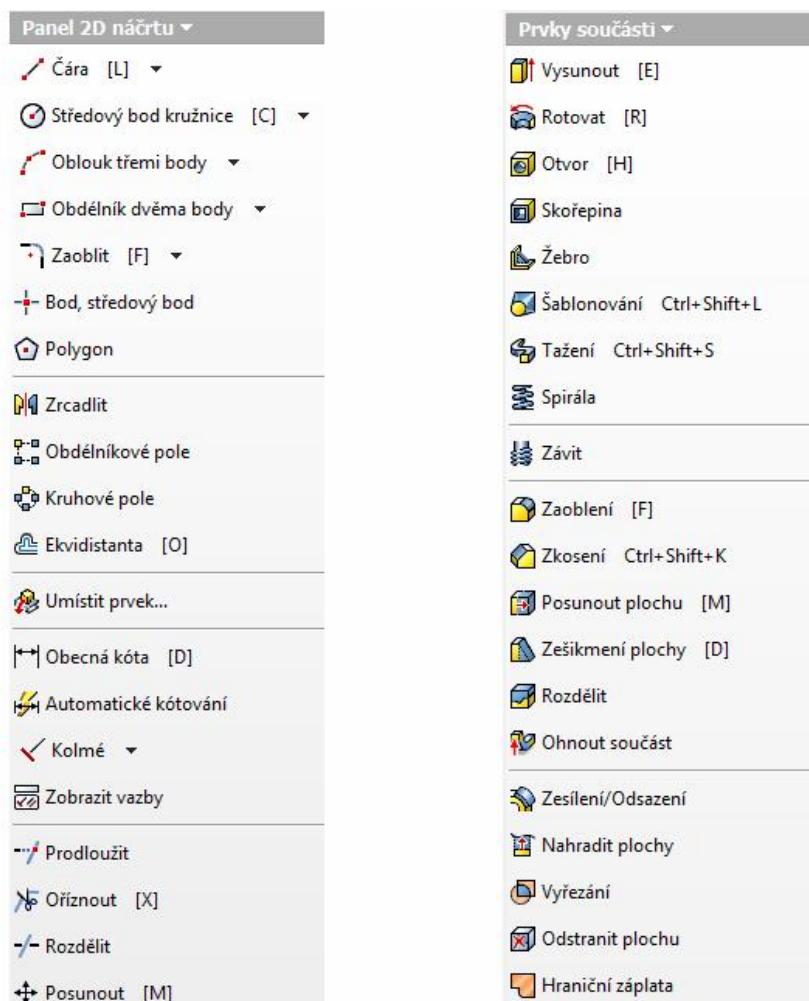 Panel 2D náčrtu
Čára [L]
Středový bod kružnice [C]
Oblouk třemi body
Obdélník dvěma body
Zaoblit [F]
Bod, středový bod
Polygon
Zrcadlit
Obdélníkové pole
Kruhové pole
Ekvidistanta [O]
Umístit prvek...
Obecná kóta [D]
Automatické kótování
Kolmé
Zobrazit vazby
Prodloužit
Oříznout [X]
Rozdělit
Posunout [M]
Prvky součásti
Vysunout [E]
Rotovat [R]
Otvor [H]
Skořepina
Žebro
Šablonování Ctrl+Shift+L
Tažení Ctrl+Shift+S
Spirála
Závit
Zaoblení [F]
Zkosení Ctrl+Shift+K
Posunout plochu [M]
Zešikmení plochy [D]
Rozdělit
Ohnout součást
Zesílení/Odsazení
Nahradit plochy
Vyřezání
Odstranit plochu
Hraniční záplata